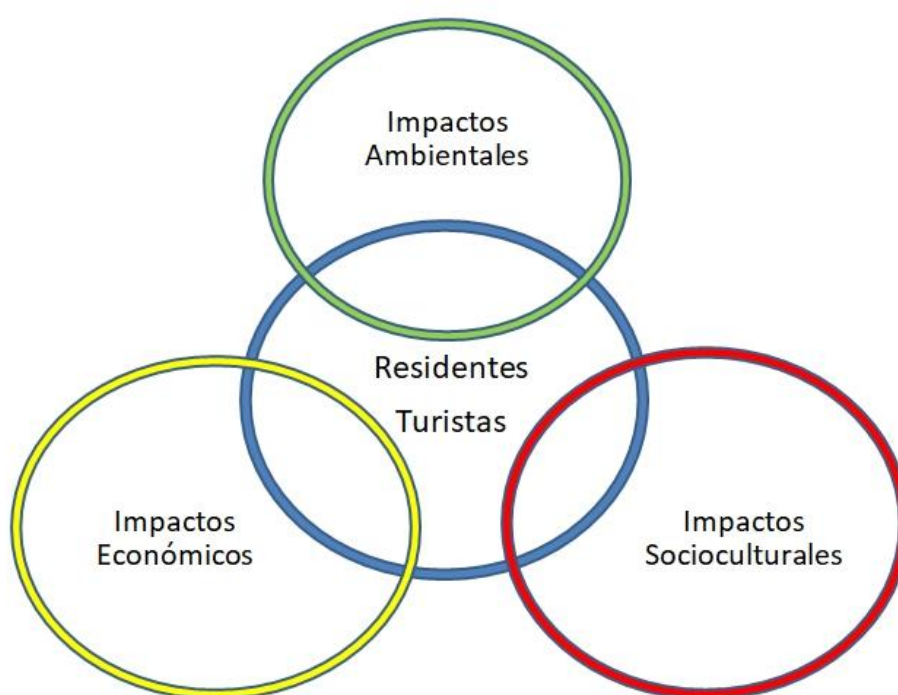 Impactos
Ambientales
Residentes
Turistas
Impactos
Económicos
Impactos
Socioculturales